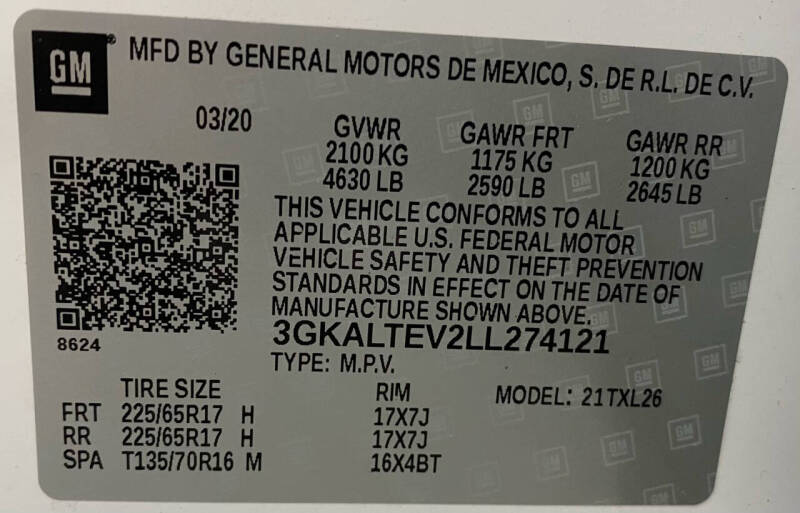 GM MFD BY GENERAL MOTORS DE MEXICO, S. DE R.L. DE C.V.
03/20 GVWR GAWR FRT GAWR RR
2100 KG 1175 KG 1200 KG
4630 LB 2590 LB 2645 LB
THIS VEHICLE CONFORMS TO ALL
APPLICABLE U.S. FEDERAL MOTOR
VEHICLE SAFETY AND THEFT PREVENTION
STANDARDS IN EFFECT ON THE DATE OF
MANUFACTURE SHOWN ABOVE.
8624 3GKALTEV2LL274121
TYPE: M.P.V.
TIRE SIZE RIM MODEL: 21TXL26
FRT 225/65R17 H 17X7J
RR 225/65R17 H 17X7J
SPA T135/70R16 M 16X4BT